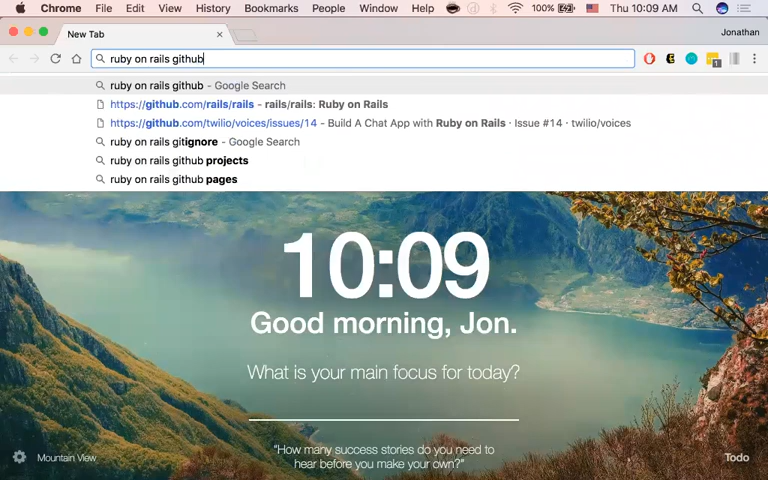 Chrome File Edit View History Bookmarks People Window Help 100% Thu 10:09 AM
New Tab × Jonathan
ruby on rails github
ruby on rails github - Google Search
https://github.com/rails/rails - rails/rails: Ruby on Rails
https://github.com/twilio/voices/issues/14 - Build A Chat App with Ruby on Rails · Issue #14 · twilio/voices
ruby on rails gitignore - Google Search
ruby on rails github projects
ruby on rails github pages
10:09
Good morning, Jon.
What is your main focus for today?
"How many success stories do you need to
hear before you make your own?"
Mountain View
Todo